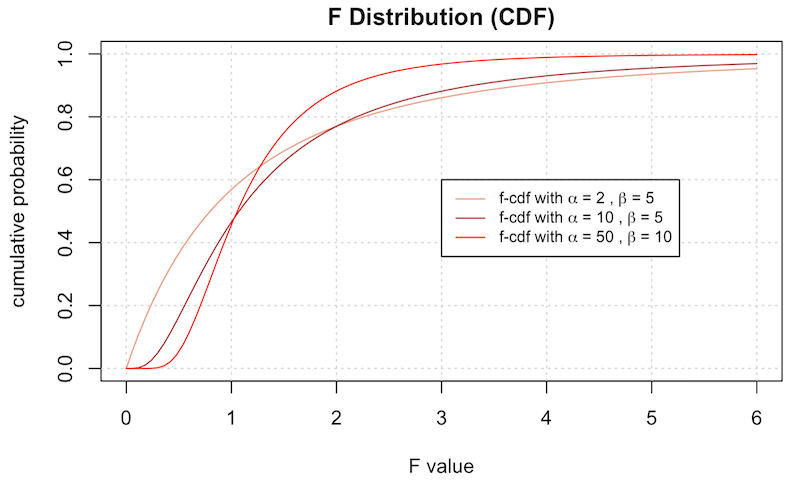 F Distribution (CDF)
cumulative probability
1.0
0.8
0.6
0.4
0.2
0.0
f-cdf with α = 2 , β = 5
f-cdf with α = 10 , β = 5
f-cdf with α = 50 , β = 10
0 1 2 3 4 5 6
F value